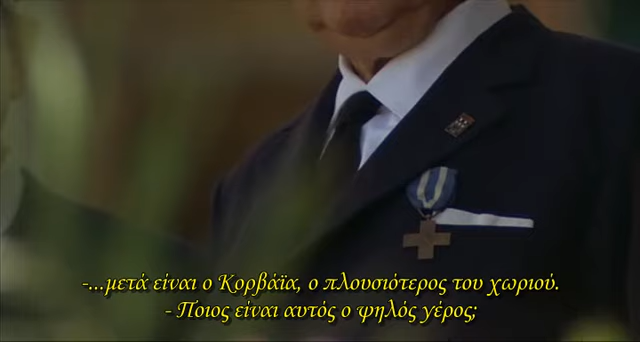 -...μετά είναι ο Κορβάϊα, ο πλουσιότερος του χωριού.
- Ποιος είναι αυτός ο ψηλός γέρος;